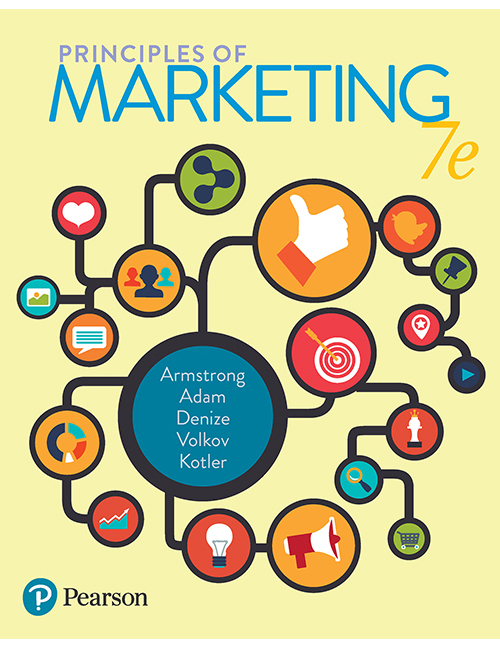 PRINCIPLES OF
MARKETING
7e
Armstrong
Adam
Denize
Volkov
Kotler
P Pearson